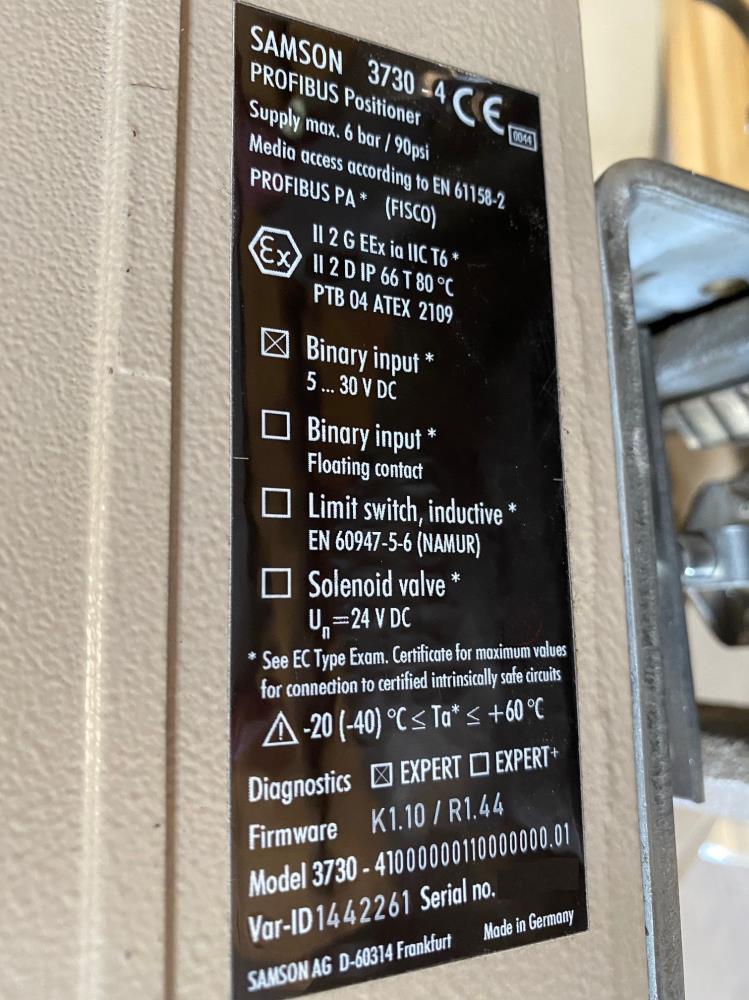 SAMSON 3730 - 4 CE 0044
PROFIBUS Positioner
Supply max. 6 bar / 90psi
Media access according to EN 61158-2
PROFIBUS PA * (FISCO)
Ex II 2 G EEx ia IIC T6 *
II 2 D IP 66 T 80 °C
PTB 04 ATEX 2109
☒ Binary input *
5 ... 30 V DC
☐ Binary input *
Floating contact
☐ Limit switch, inductive *
EN 60947-5-6 (NAMUR)
☐ Solenoid valve *
Un=24 V DC
* See EC Type Exam. Certificate for maximum values
for connection to certified intrinsically safe circuits
⚠ -20 (-40) °C ≤ Ta* ≤ +60 °C
Diagnostics ☒ EXPERT ☐ EXPERT+
Firmware K1.10 / R1.44
Model 3730 - 41000000110000000.01
Var-ID 1442261 Serial no.
SAMSON AG D-60314 Frankfurt Made in Germany